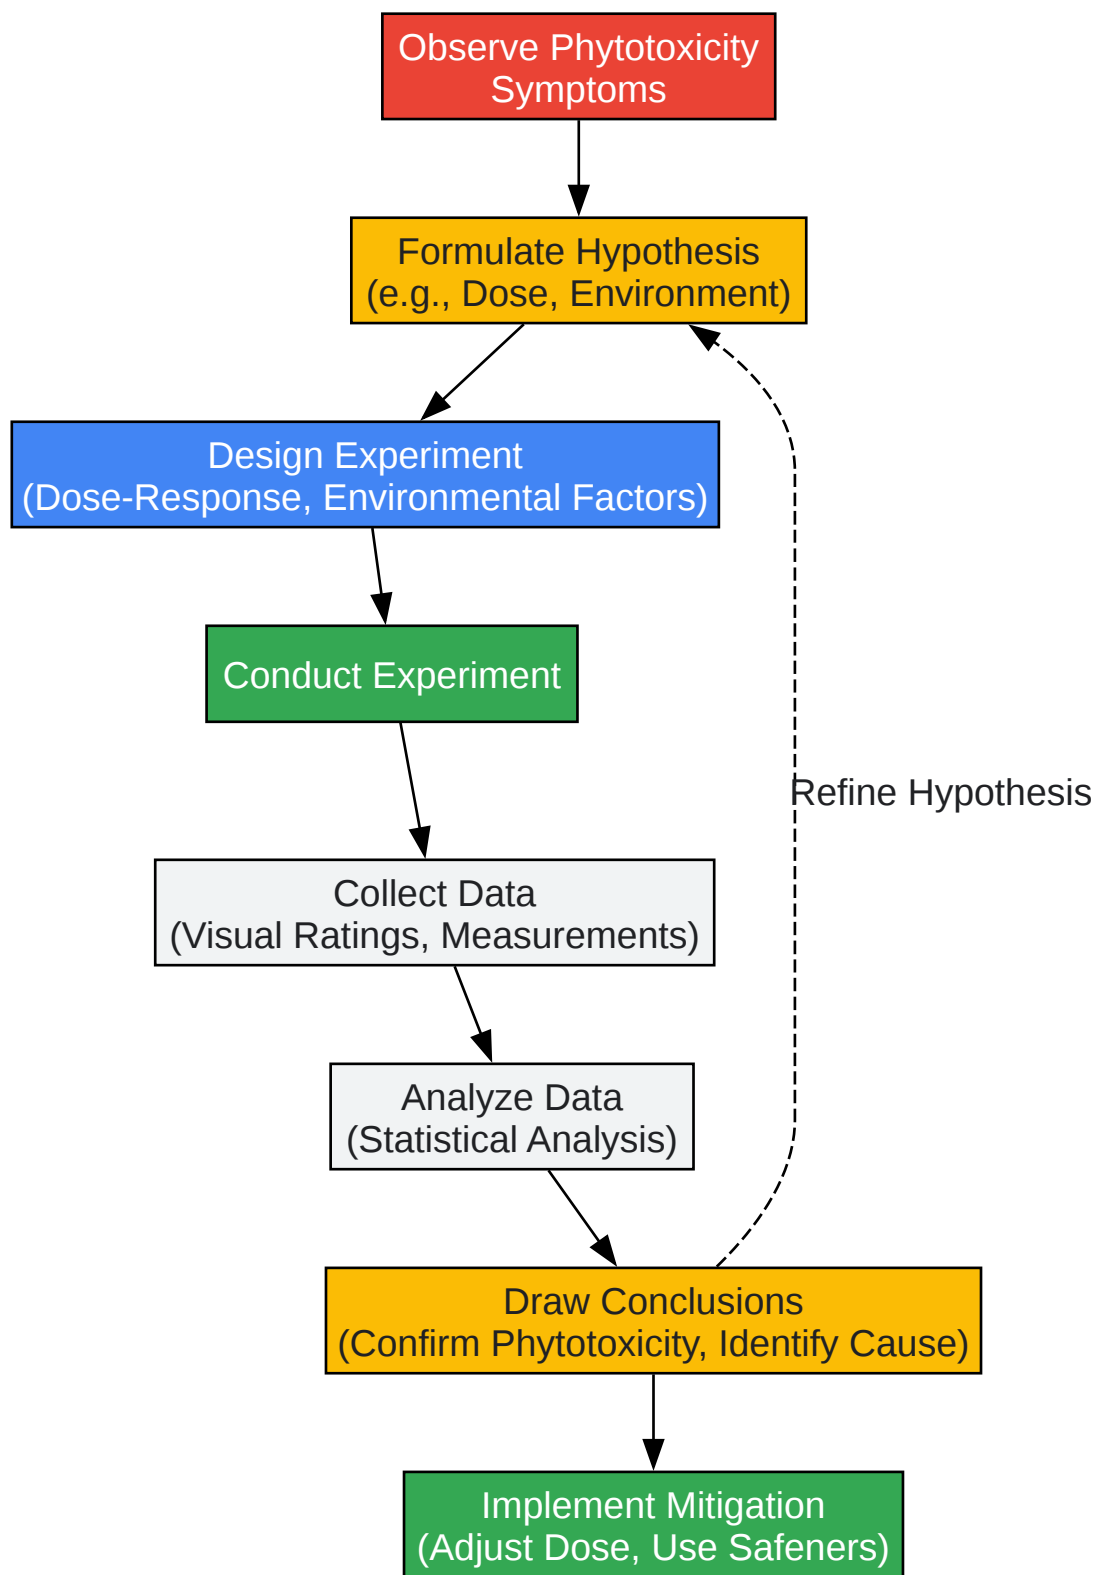 Observe Phytotoxicity
Symptoms
Formulate Hypothesis
(e.g., Dose, Environment)
Design Experiment
(Dose-Response, Environmental Factors)
Conduct Experiment
Refine Hypothesis
Collect Data
(Visual Ratings, Measurements)
Analyze Data
(Statistical Analysis)
Draw Conclusions
(Confirm Phytotoxicity, Identify Cause)
Implement Mitigation
(Adjust Dose, Use Safeners)